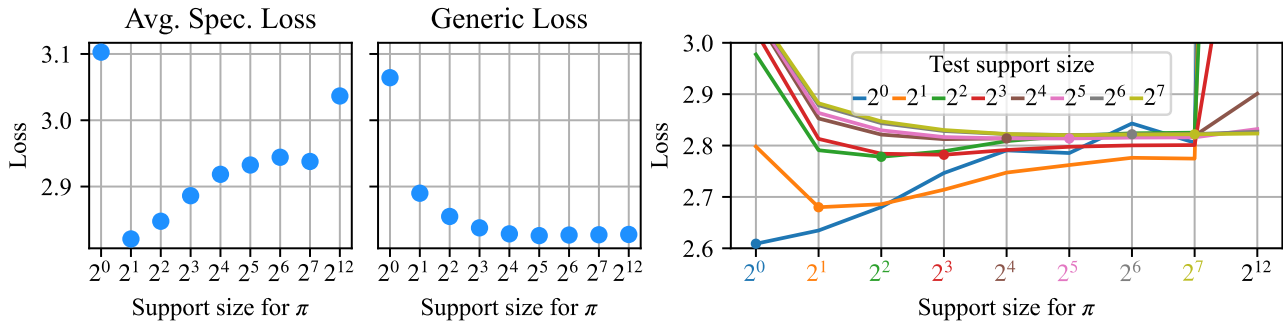 Avg. Spec. Loss
Loss
3.1
3.0
2.9
2⁰ 2¹ 2² 2³ 2⁴ 2⁵ 2⁶ 2⁷ 2¹²
Support size for π
Generic Loss
2⁰ 2¹ 2² 2³ 2⁴ 2⁵ 2⁶ 2⁷ 2¹²
Support size for π
Loss
3.0
2.9
2.8
2.7
2.6
Test support size
2⁰ 2¹ 2² 2³ 2⁴ 2⁵ 2⁶ 2⁷
2⁰ 2¹ 2² 2³ 2⁴ 2⁵ 2⁶ 2⁷ 2¹²
Support size for π